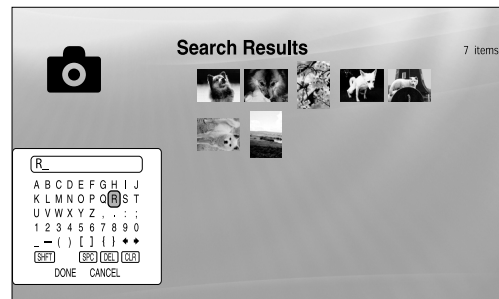 Search Results
7 items
R_
A B C D E F G H I J
K L M N O P Q R S T
U V W X Y Z , . : ;
1 2 3 4 5 6 7 8 9 0
_ – ( ) [ ] { } ◆ ◆
SHFT SPC DEL CLR
DONE CANCEL